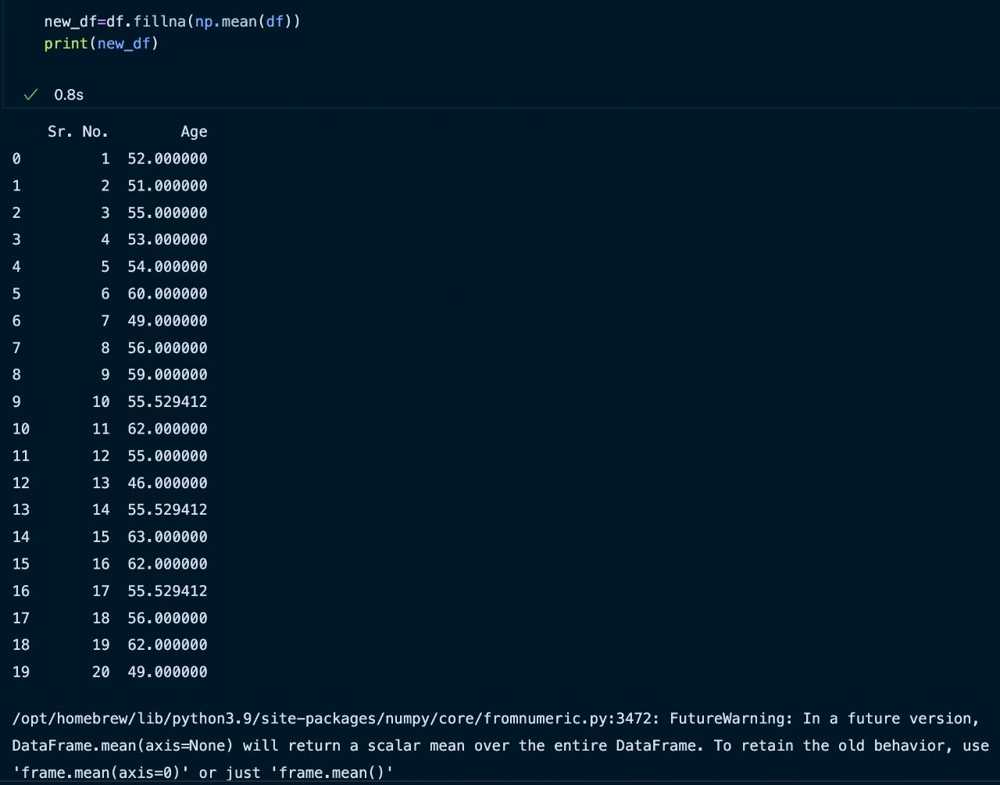 new_df=df.fillna(np.mean(df))
print(new_df)
0.8s
Sr. No. Age
0 1 52.000000
1 2 51.000000
2 3 55.000000
3 4 53.000000
4 5 54.000000
5 6 60.000000
6 7 49.000000
7 8 56.000000
8 9 59.000000
9 10 55.529412
10 11 62.000000
11 12 55.000000
12 13 46.000000
13 14 55.529412
14 15 63.000000
15 16 62.000000
16 17 55.529412
17 18 56.000000
18 19 62.000000
19 20 49.000000
/opt/homebrew/lib/python3.9/site-packages/numpy/core/fromnumeric.py:3472: FutureWarning: In a future version,
DataFrame.mean(axis=None) will return a scalar mean over the entire DataFrame. To retain the old behavior, use
'frame.mean(axis=0)' or just 'frame.mean()'